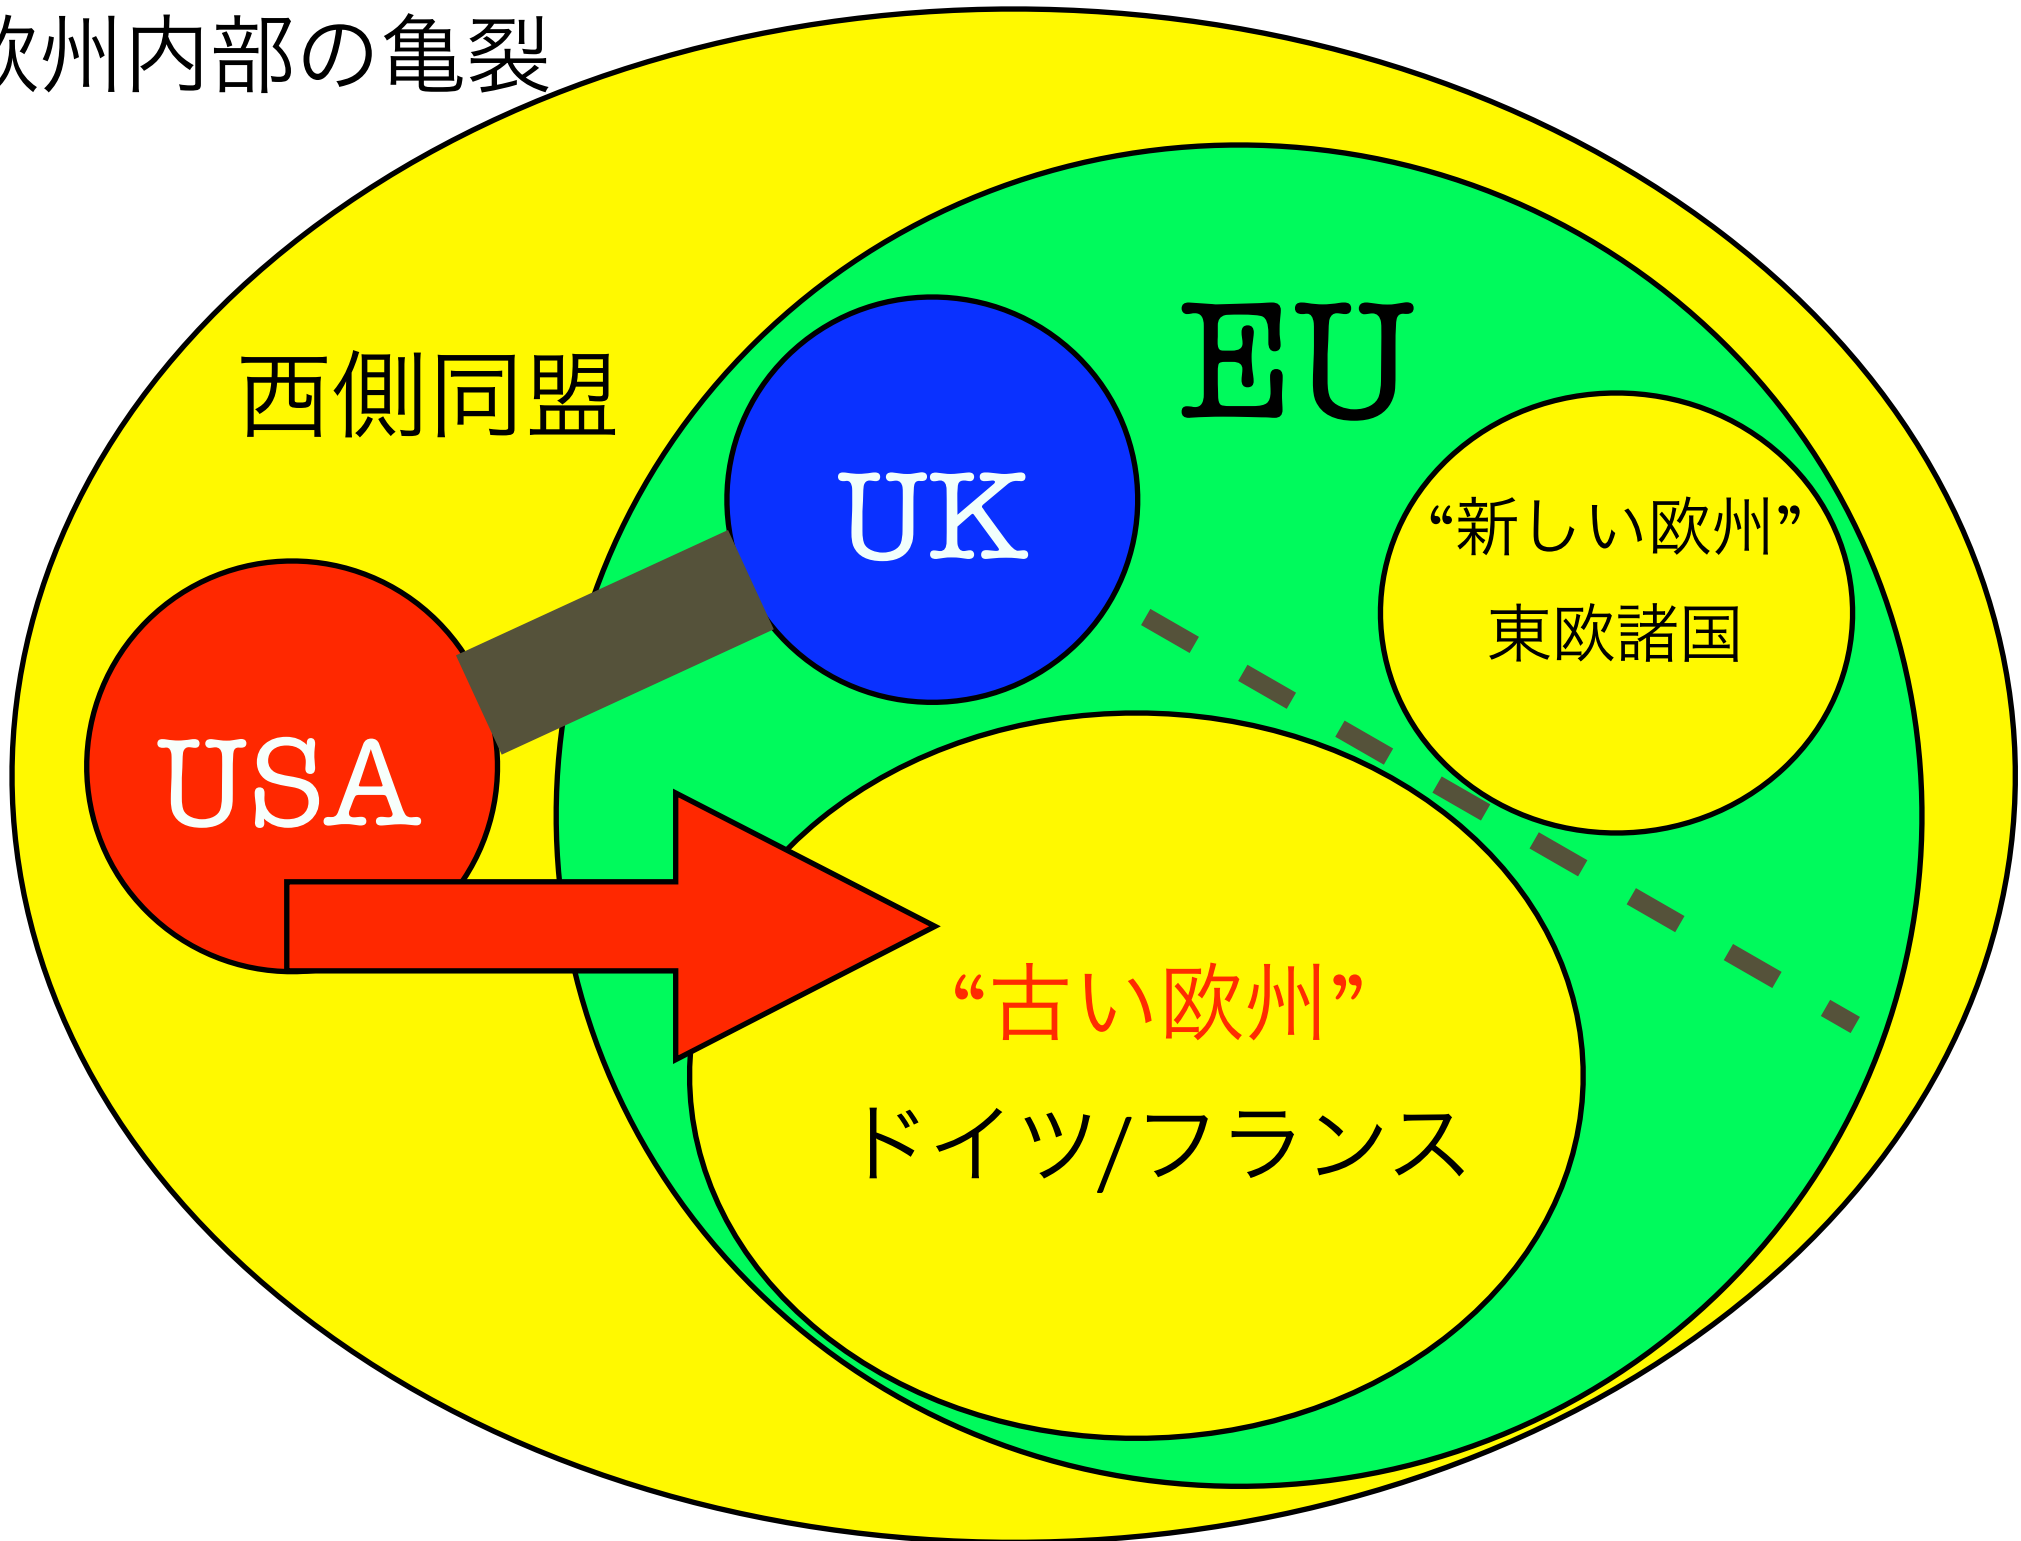 欧州内部の亀裂
EU
西側同盟
UK
“新しい欧州”
東欧諸国
USA
“古い欧州”
ドイツ/フランス